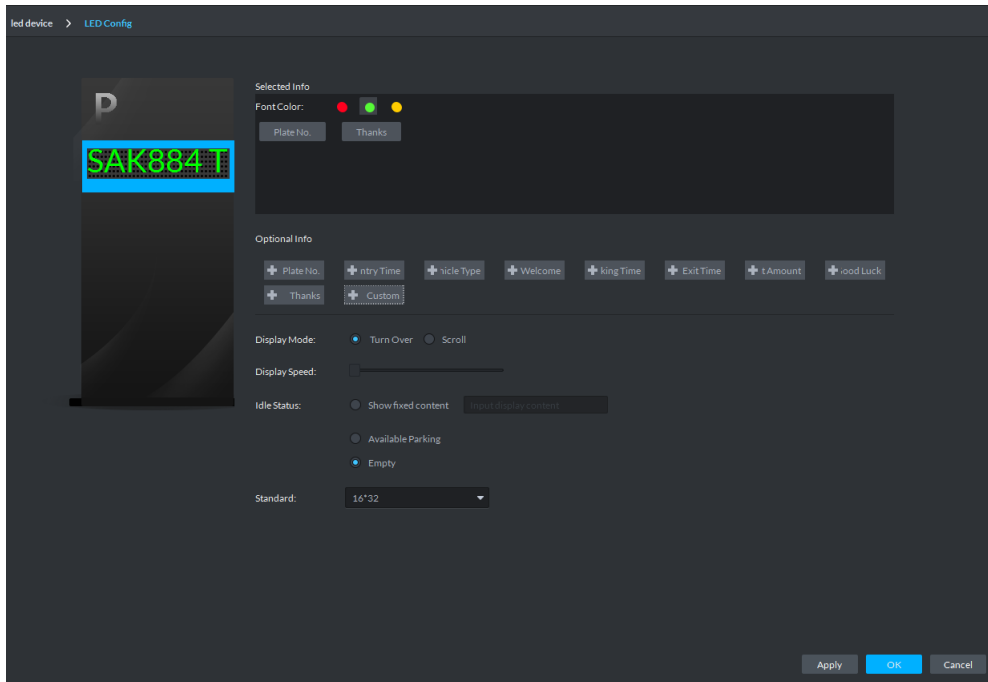 led device > LED Config
Selected Info
P
Font Color:
Plate No. Thanks
SAK884 T
Optional Info
Plate No. ntry Time nicle Type Welcome king Time Exit Time t Amount ood Luck
Thanks Custom
Display Mode: Turn Over Scroll
Display Speed:
Idle Status: Show fixed content Input display content
Available Parking
Empty
Standard: 16*32
Apply OK Cancel